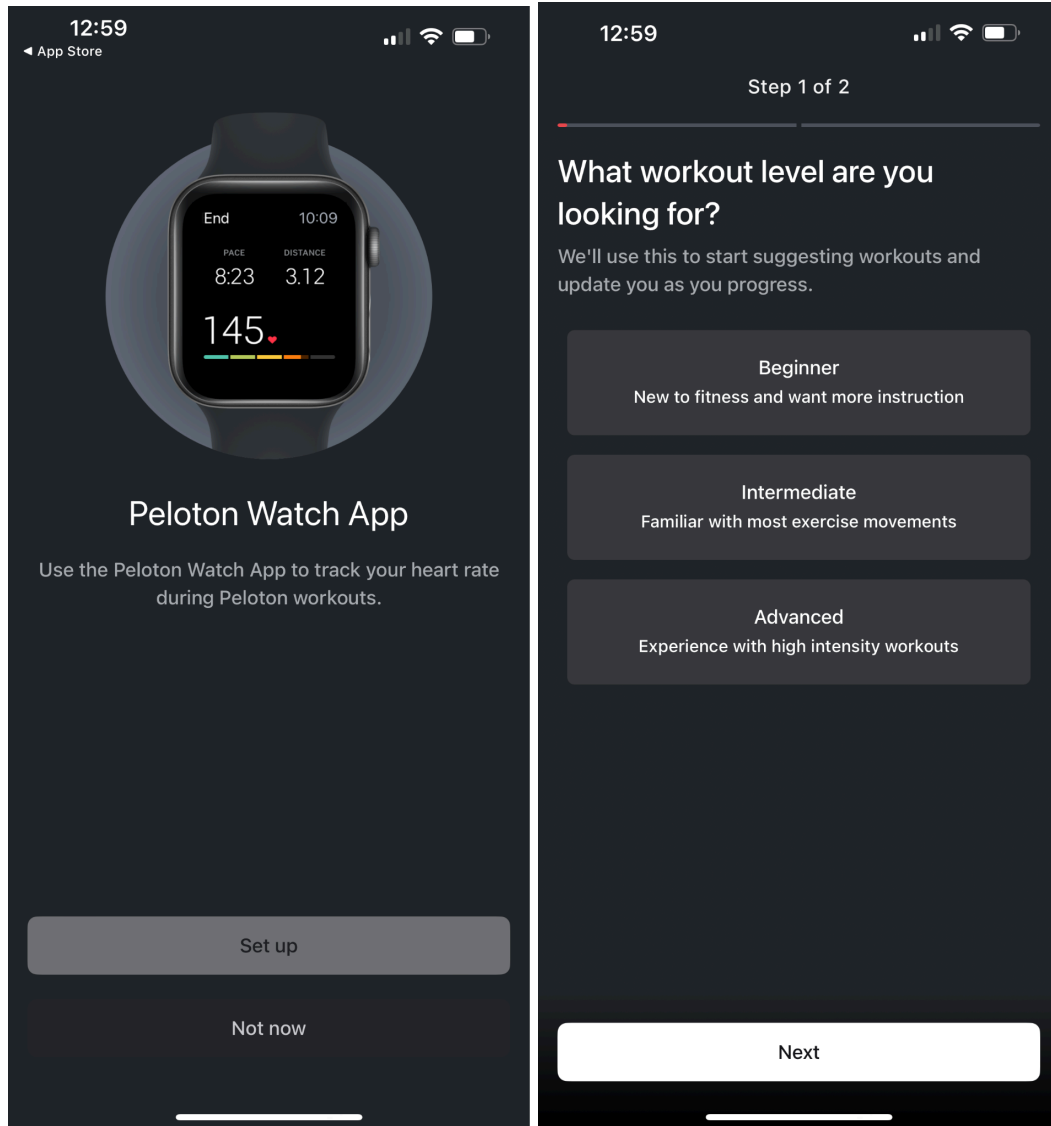 12:59
◀ App Store
End 10:09
PACE DISTANCE
8:23 3.12
145
Peloton Watch App
Use the Peloton Watch App to track your heart rate
during Peloton workouts.
Set up
Not now
12:59
Step 1 of 2
What workout level are you
looking for?
We'll use this to start suggesting workouts and
update you as you progress.
Beginner
New to fitness and want more instruction
Intermediate
Familiar with most exercise movements
Advanced
Experience with high intensity workouts
Next